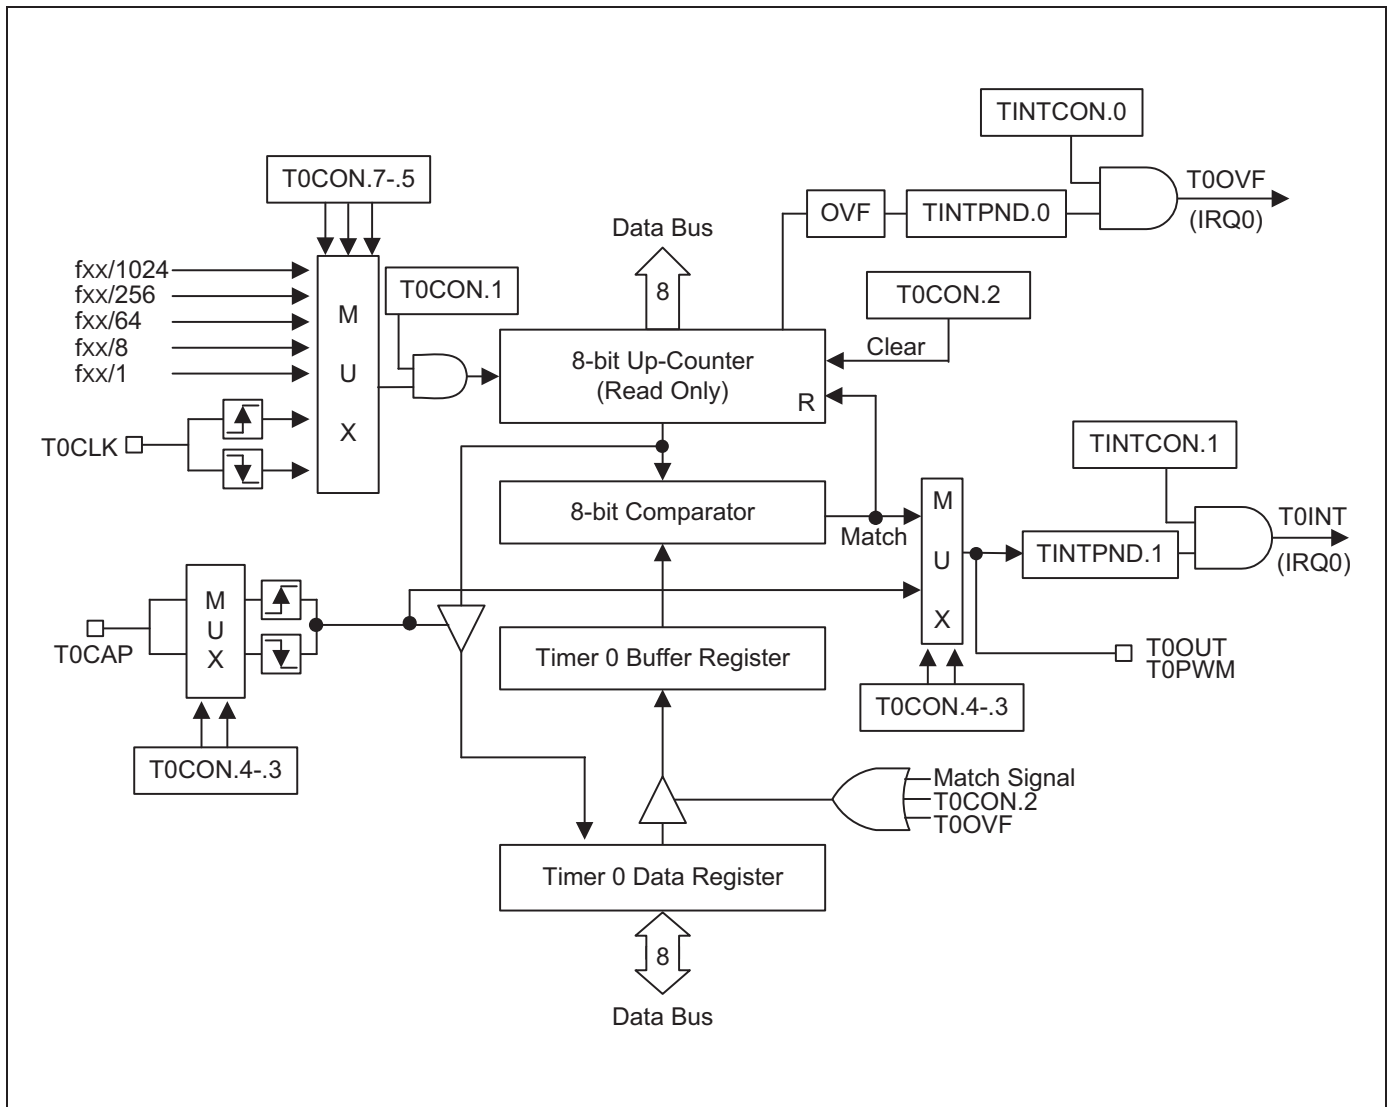 TINTCON.0
T0CON.7-.5
T0OVF
(IRQ0)
OVF
TINTPND.0
Data Bus
8
fxx/1024
fxx/256
fxx/64
fxx/8
fxx/1
M
U
X
T0CON.1
T0CON.2
Clear
8-bit Up-Counter
(Read Only)
R
T0CLK
TINTCON.1
8-bit Comparator
Match
M
U
X
T0INT
(IRQ0)
TINTPND.1
M
U
X
T0CAP
Timer 0 Buffer Register
T0OUT
T0PWM
T0CON.4-.3
T0CON.4-.3
Match Signal
T0CON.2
T0OVF
Timer 0 Data Register
8
Data Bus